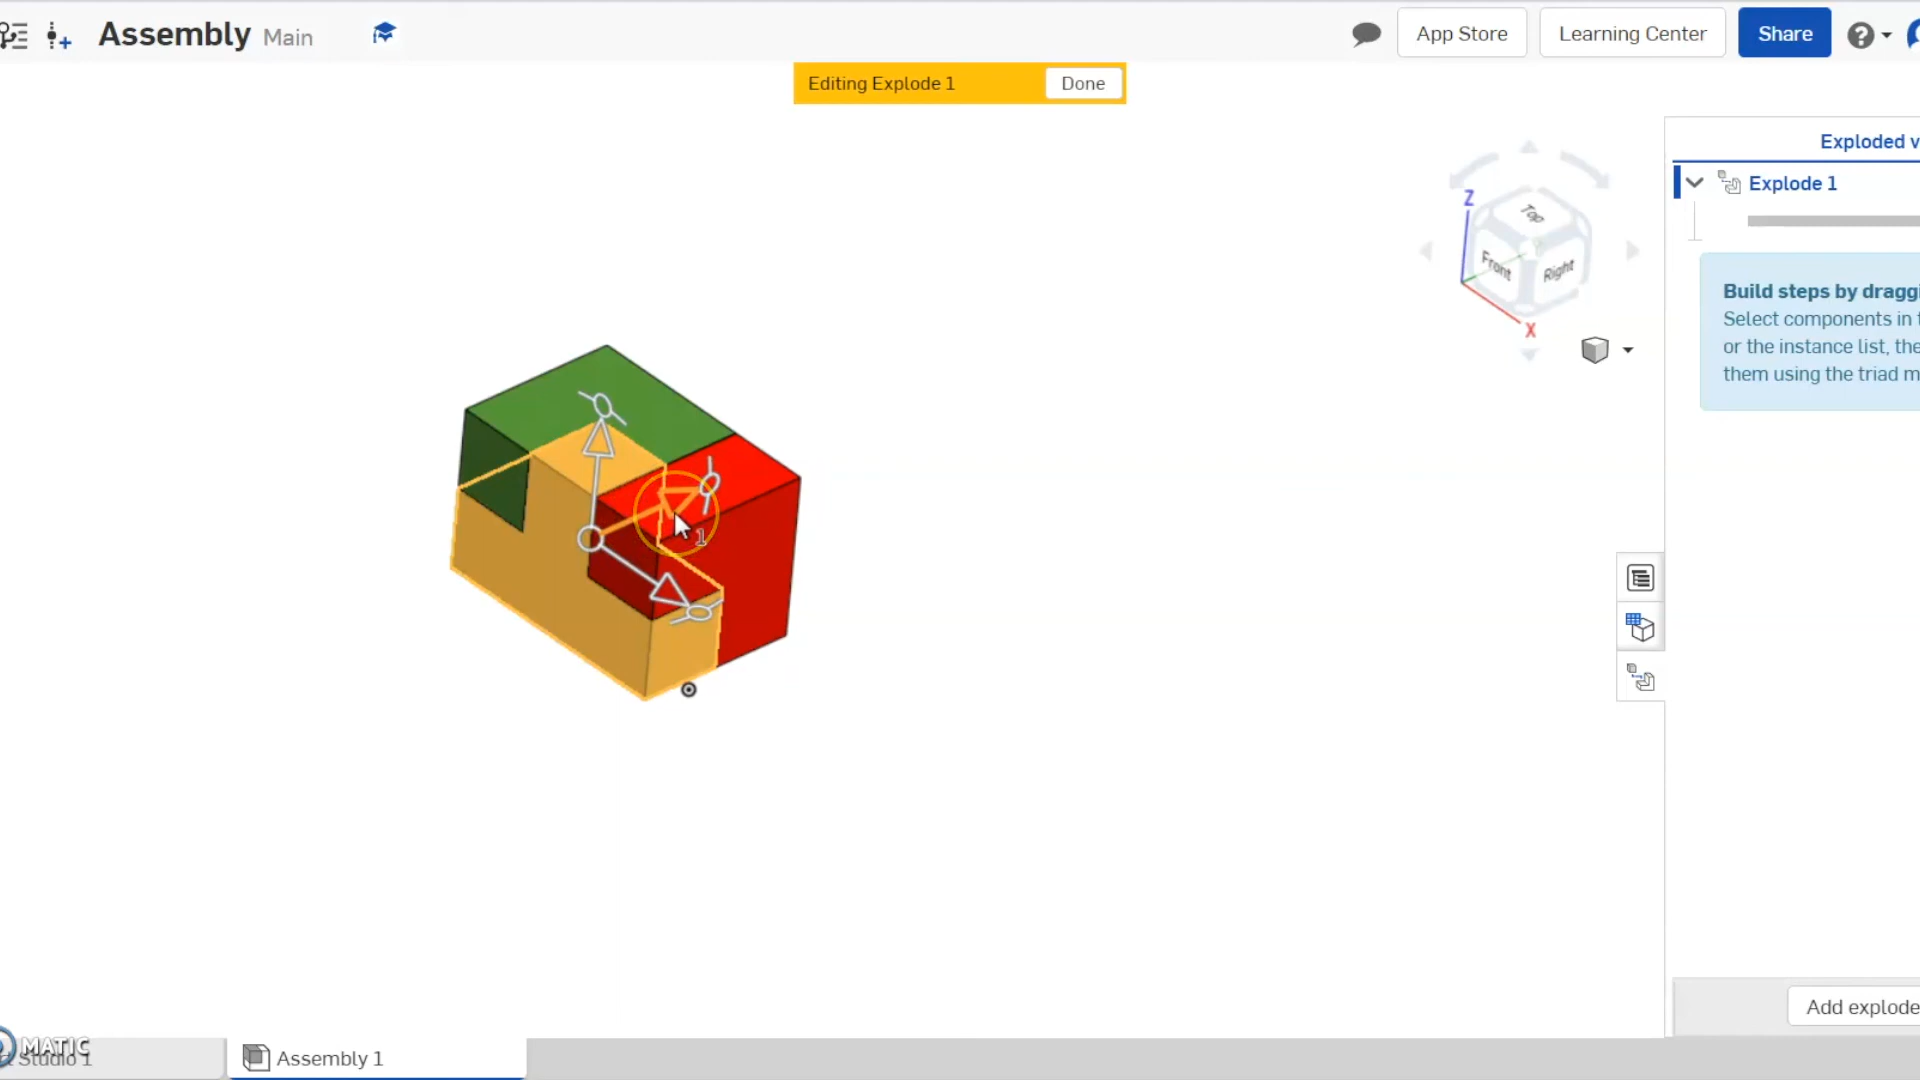 Assembly Main
App Store
Learning Center
Share
Editing Explode 1
Done
Exploded v
Explode 1
Z
Top
Front
Right
X
Build steps by draggi
Select components in t
or the instance list, the
them using the triad m
1
Add explode
MATIC
Studio 1
Assembly 1